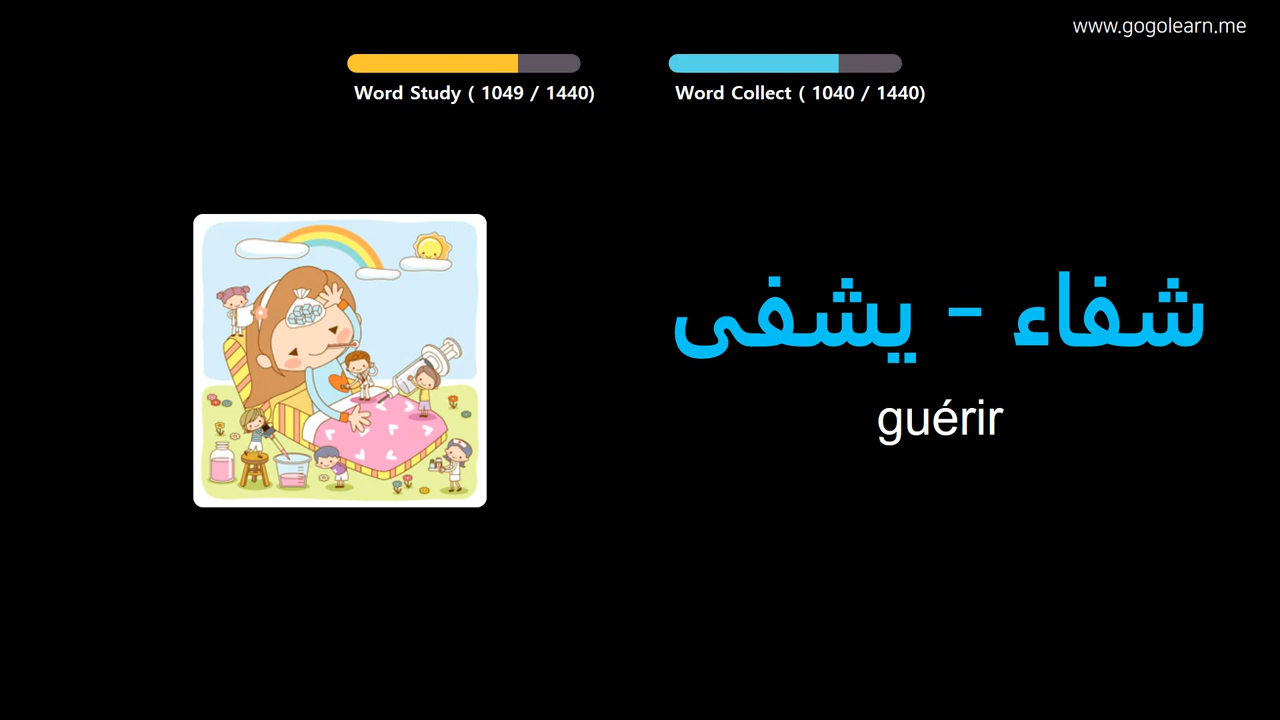 www.gogolearn.me
Word Study ( 1049 / 1440)
Word Collect ( 1040 / 1440)
شفاء - يشفى
guérir